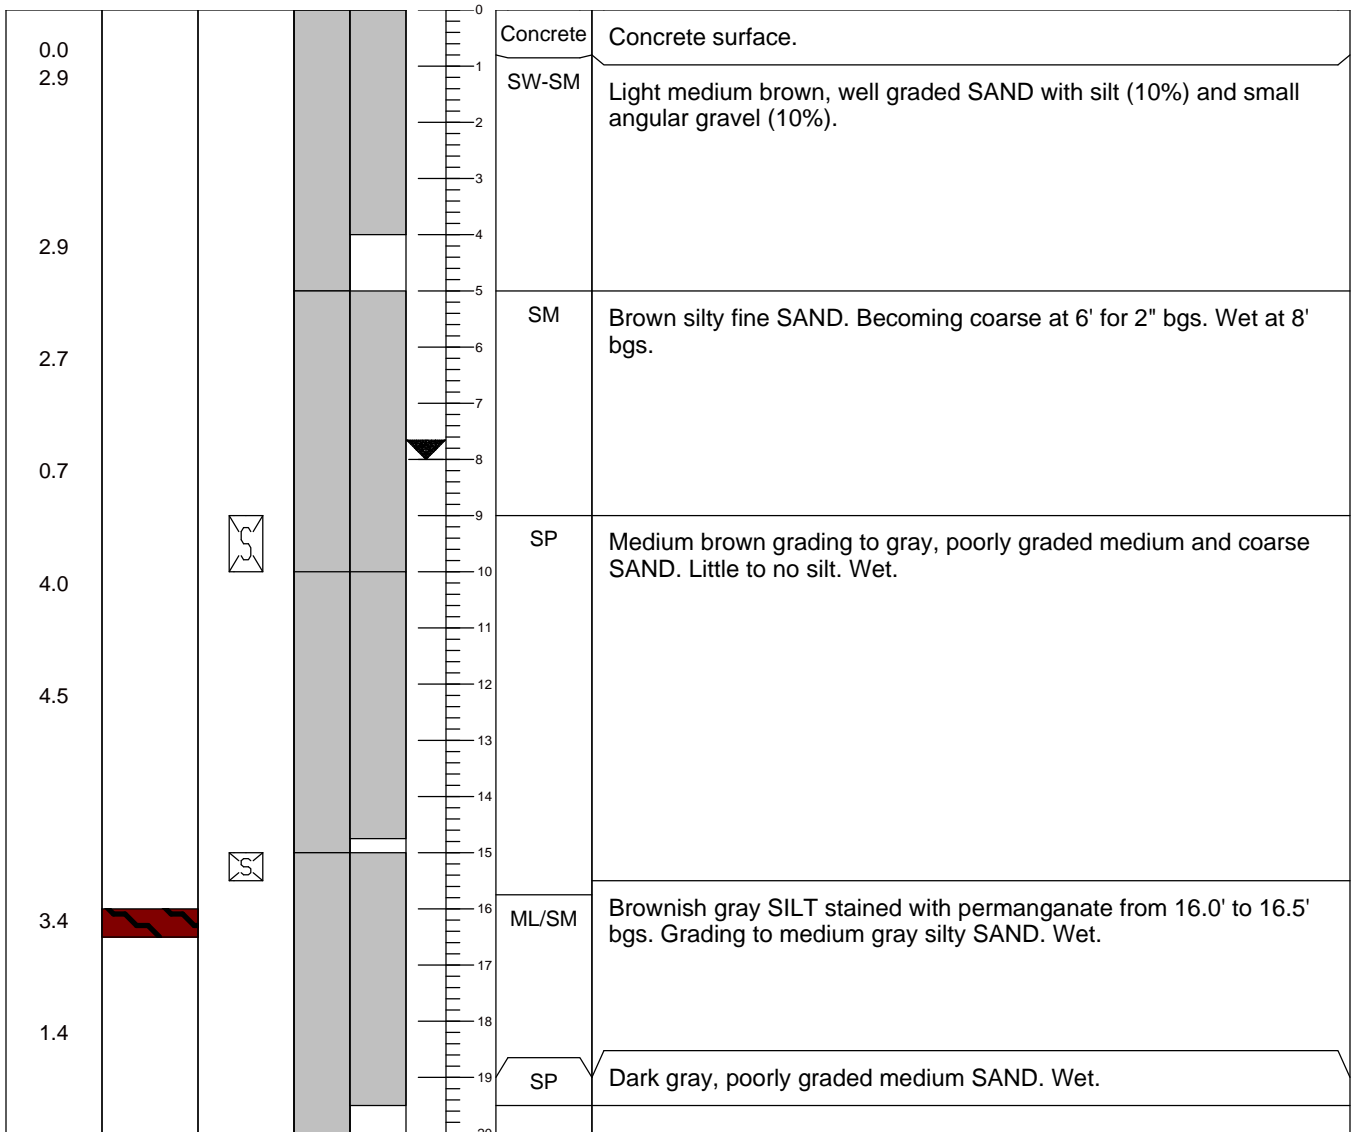 0
Concrete
Concrete surface.
0.0
1
2.9
SW-SM
Light medium brown, well graded SAND with silt (10%) and small
angular gravel (10%).
2
3
4
2.9
5
SM
Brown silty fine SAND. Becoming coarse at 6' for 2" bgs. Wet at 8'
bgs.
6
2.7
7
8
0.7
9
S
SP
Medium brown grading to gray, poorly graded medium and coarse
SAND. Little to no silt. Wet.
10
4.0
11
12
4.5
13
14
15
S
16
3.4
ML/SM
Brownish gray SILT stained with permanganate from 16.0' to 16.5'
bgs. Grading to medium gray silty SAND. Wet.
17
18
1.4
19
SP
Dark gray, poorly graded medium SAND. Wet.
20